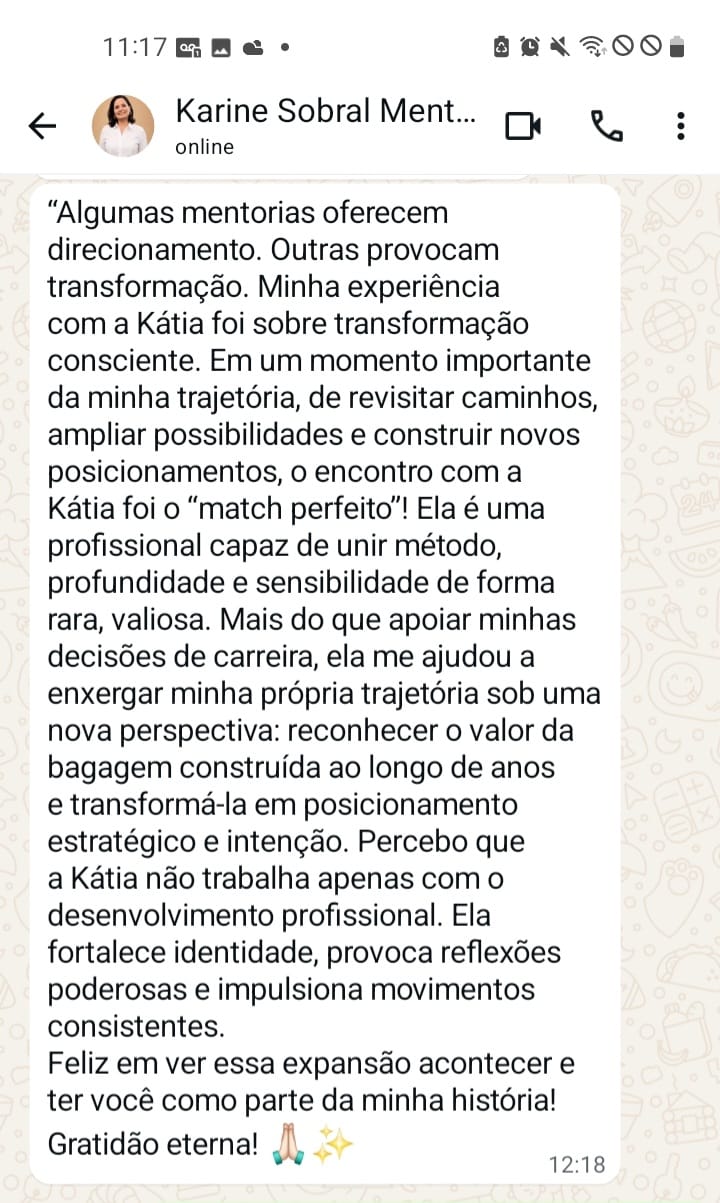 11:17
Karine Sobral Ment...
online
“Algumas mentorias oferecem
direcionamento. Outras provocam
transformação. Minha experiência
com a Kátia foi sobre transformação
consciente. Em um momento importante
da minha trajetória, de revisitar caminhos,
ampliar possibilidades e construir novos
posicionamentos, o encontro com a
Kátia foi o “match perfeito”! Ela é uma
profissional capaz de unir método,
profundidade e sensibilidade de forma
rara, valiosa. Mais do que apoiar minhas
decisões de carreira, ela me ajudou a
enxergar minha própria trajetória sob uma
nova perspectiva: reconhecer o valor da
bagagem construída ao longo de anos
e transformá-la em posicionamento
estratégico e intenção. Percebo que
a Kátia não trabalha apenas com o
desenvolvimento profissional. Ela
fortalece identidade, provoca reflexões
poderosas e impulsiona movimentos
consistentes.
Feliz em ver essa expansão acontecer e
ter você como parte da minha história!
Gratidão eterna! 🙏🏻✨
12:18